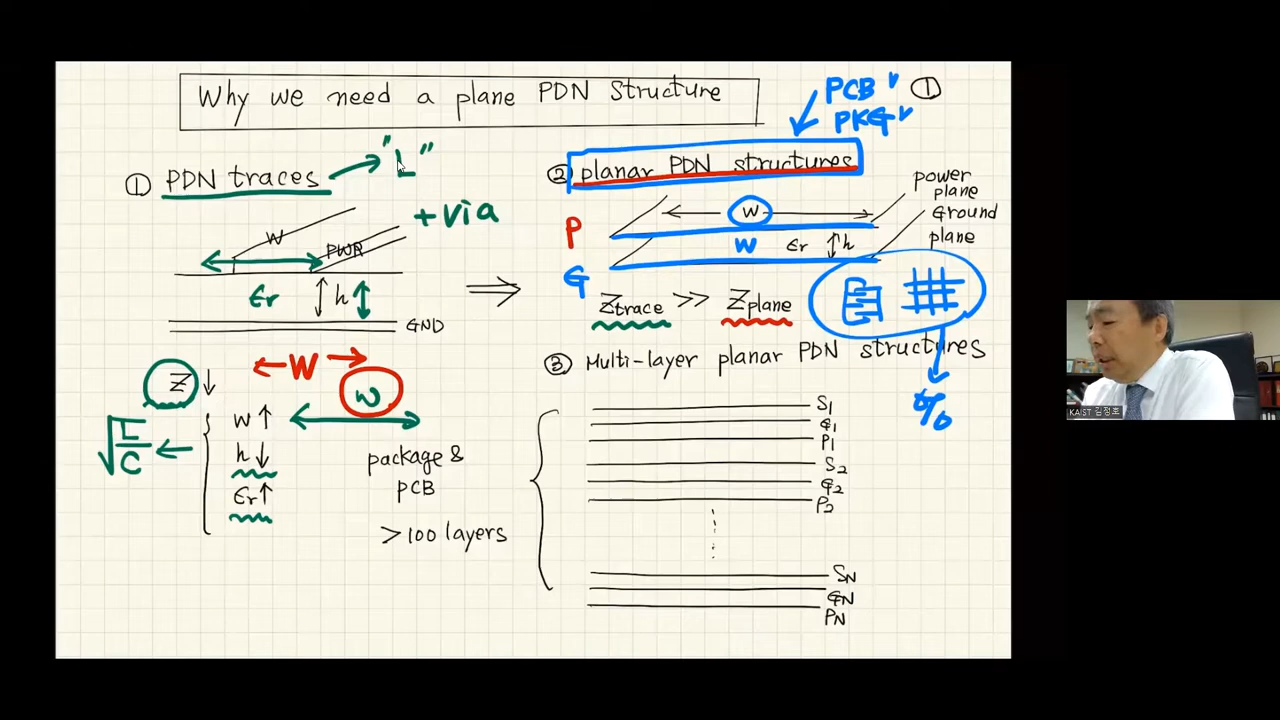 Why we need a plane PDN Structure
PCB
PKG
①
① PDN traces
"L"
+ via
W
PWR
εr
h
GND
② planar PDN structures
power
plane
Ground
plane
P
G
W
W
εr
h
Ztrace >> Zplane
W
Z ↓
W
√L/C
W ↑
h ↓
εr ↑
package &
PCB
> 100 layers
③ Multi-layer planar PDN structures
S1
G1
P1
S2
G2
P2
SN
GN
PN
KAIST 김정호